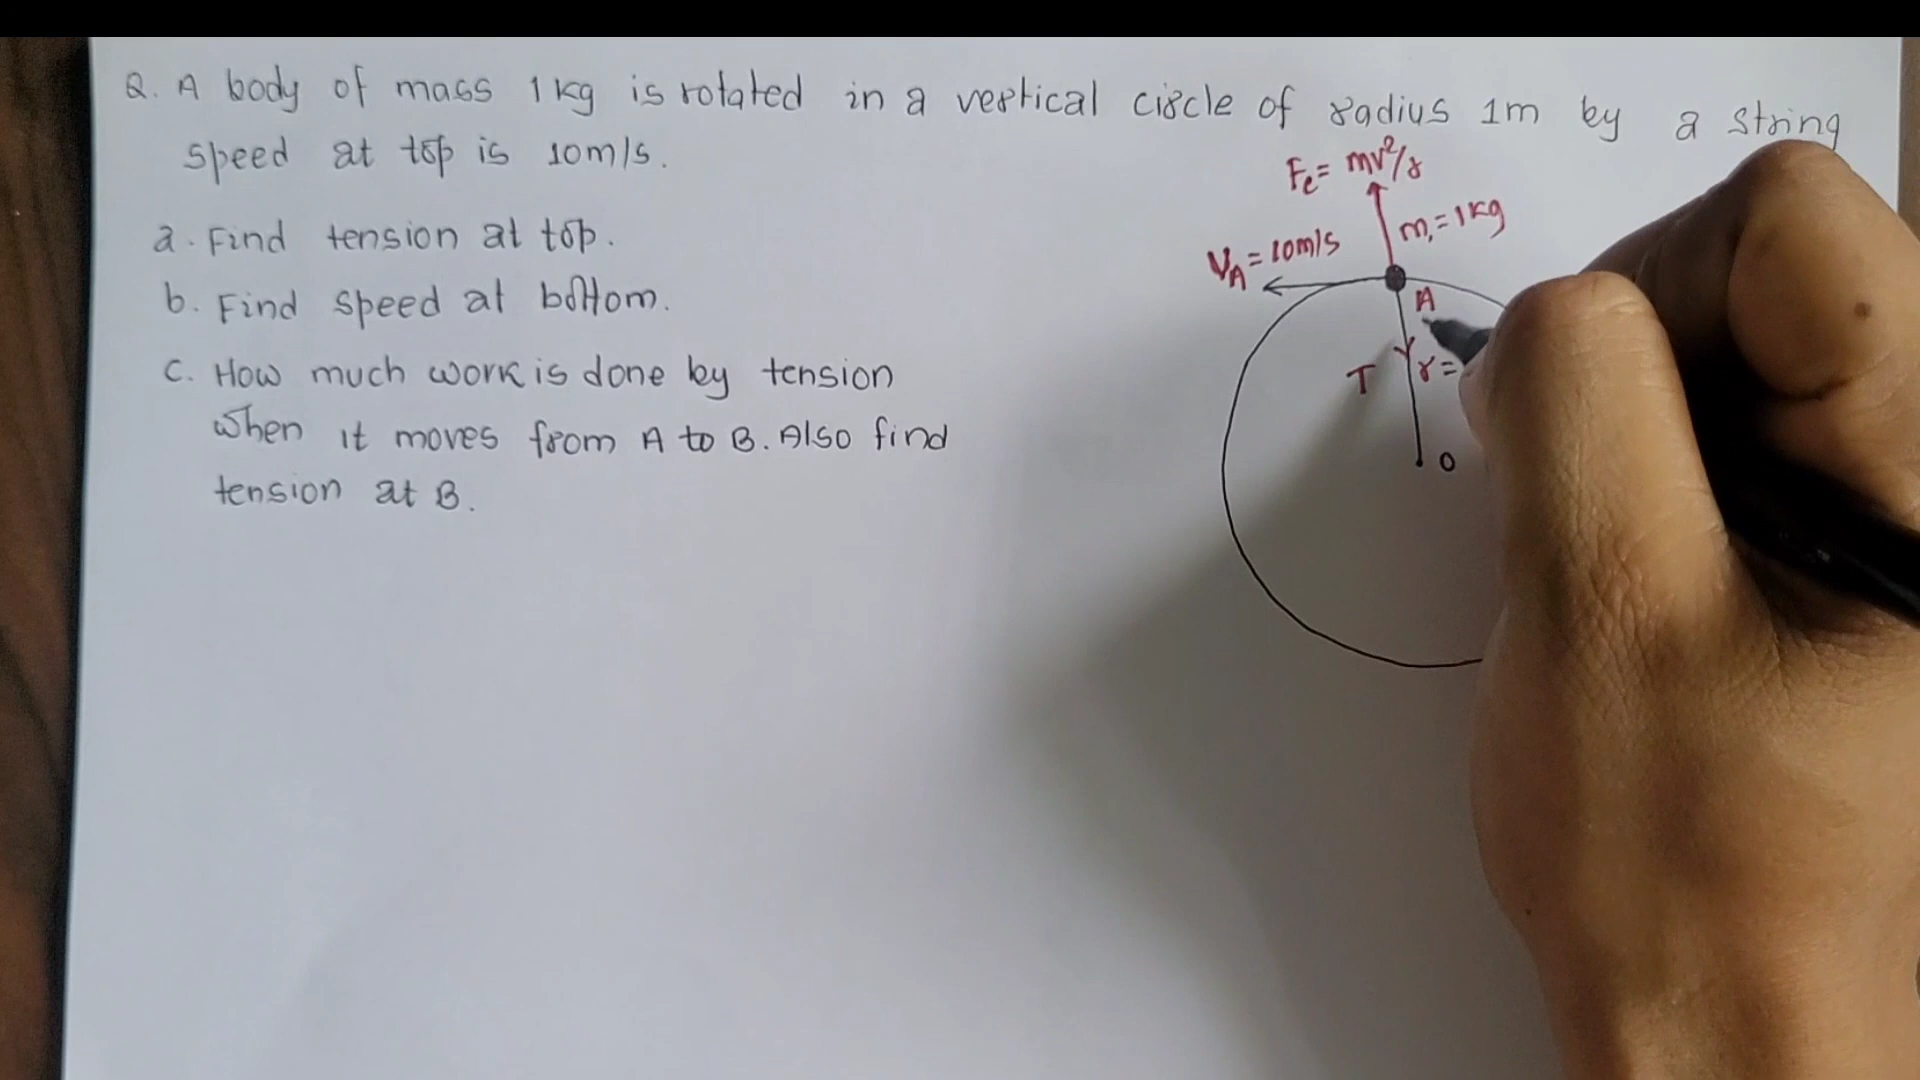 Q. A body of mass 1kg is rotated in a vertical circle of radius 1m by a string
speed at top is 10m/s.
a. Find tension at top.
b. Find speed at bottom.
c. How much work is done by tension
when it moves from A to B. Also find
tension at B.
Fc = mv²/r
m, = 1kg
VA = 10m/s
A
T
r =
O